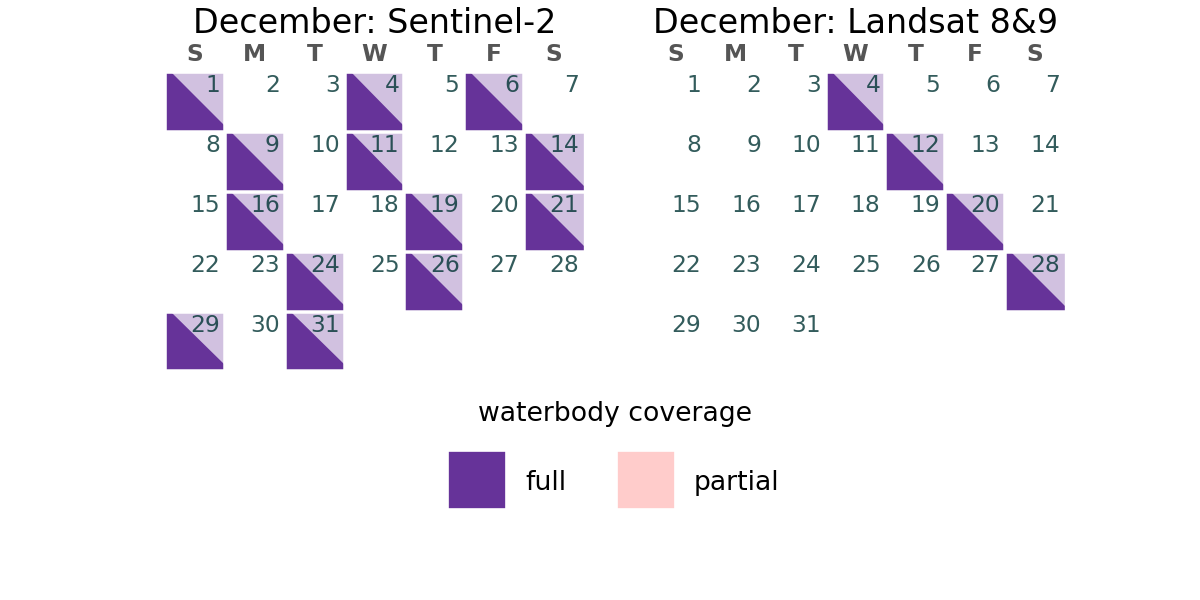 December: Sentinel-2
S M T W T F S
1 2 3 4 5 6 7
8 9 10 11 12 13 14
15 16 17 18 19 20 21
22 23 24 25 26 27 28
29 30 31
December: Landsat 8&9
S M T W T F S
1 2 3 4 5 6 7
8 9 10 11 12 13 14
15 16 17 18 19 20 21
22 23 24 25 26 27 28
29 30 31
waterbody coverage
full partial